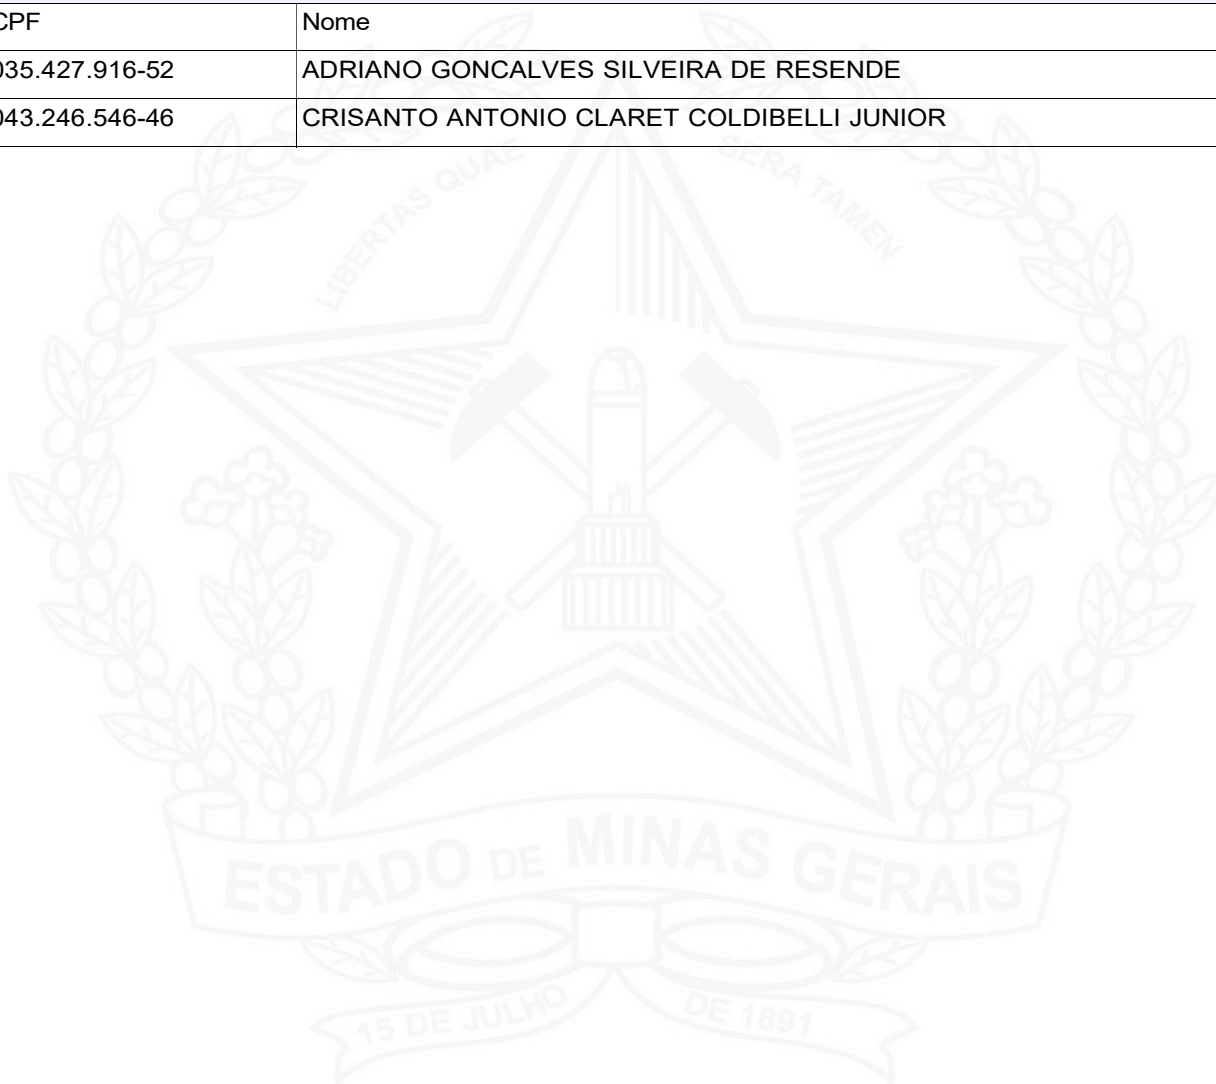 CPF Nome
035.427.916-52 ADRIANO GONCALVES SILVEIRA DE RESENDE
043.246.546-46 CRISANTO ANTONIO CLARET COLDIBELLI JUNIOR
LIBERTAS QUAE SERA TAMEN
ESTADO DE MINAS GERAIS
15 DE JULHO DE 1891